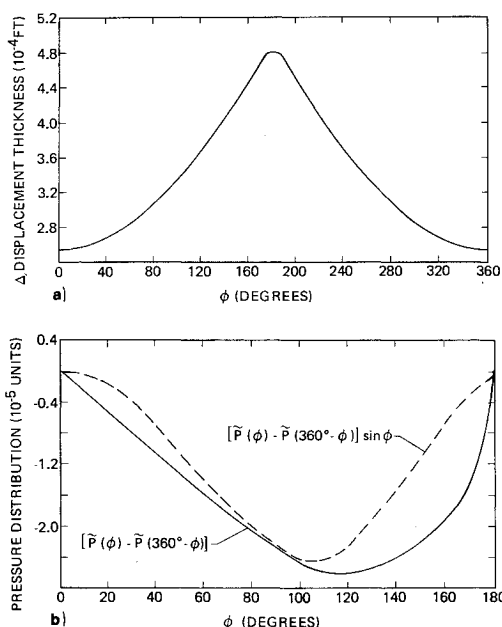 Δ, DISPLACEMENT THICKNESS (10⁻⁴FT)
5.2
4.8
4.4
4.0
3.6
3.2
2.8
0 40 80 120 160 200 240 280 320 360
a) ϕ (DEGREES)
PRESSURE DISTRIBUTION (10⁻⁵ UNITS)
0.4
-0.4
-1.2
-2.0
[P̃(ϕ) - P̃(360°-ϕ)] sinϕ
[P̃(ϕ) - P̃(360°-ϕ)]
0 20 40 60 80 100 120 140 160 180
b) ϕ (DEGREES)